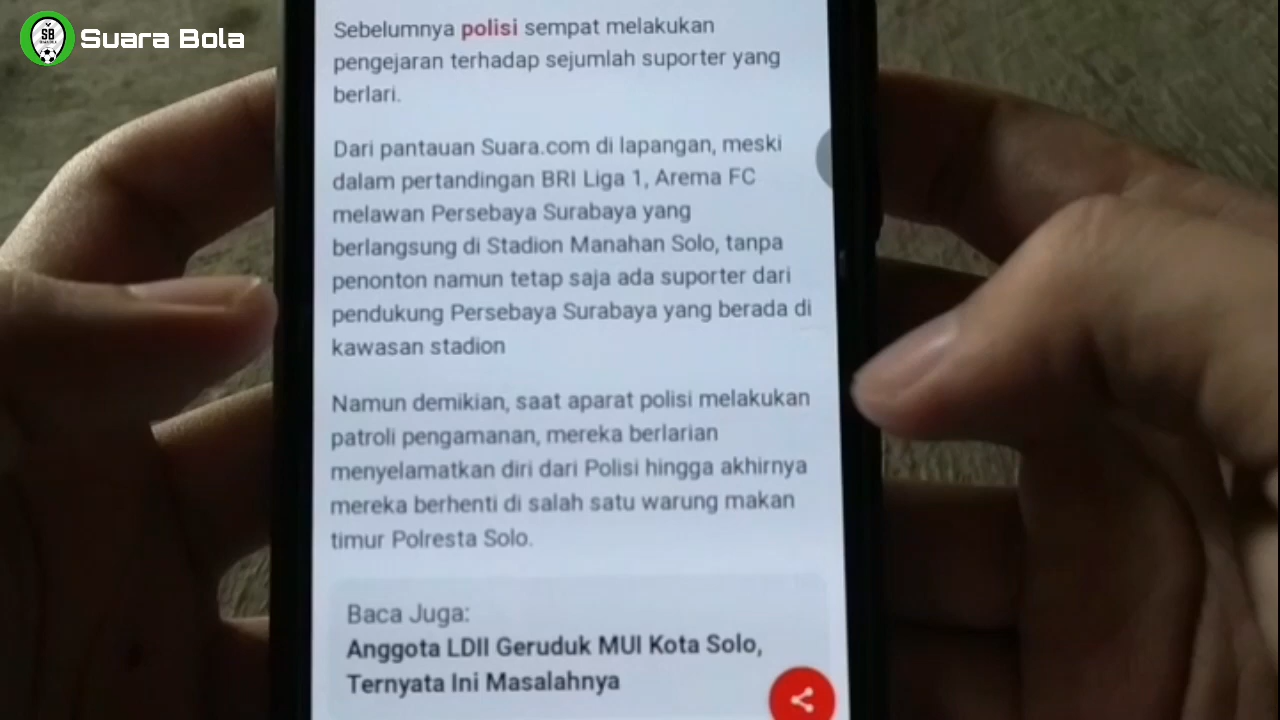 SB
Suara Bola
Sebelumnya polisi sempat melakukan
pengejaran terhadap sejumlah suporter yang
berlari.
Dari pantauan Suara.com di lapangan, meski
dalam pertandingan BRI Liga 1, Arema FC
melawan Persebaya Surabaya yang
berlangsung di Stadion Manahan Solo, tanpa
penonton namun tetap saja ada suporter dari
pendukung Persebaya Surabaya yang berada di
kawasan stadion
Namun demikian, saat aparat polisi melakukan
patroli pengamanan, mereka berlarian
menyelamatkan diri dari Polisi hingga akhirnya
mereka berhenti di salah satu warung makan
timur Polresta Solo.
Baca Juga:
Anggota LDII Geruduk MUI Kota Solo,
Ternyata Ini Masalahnya